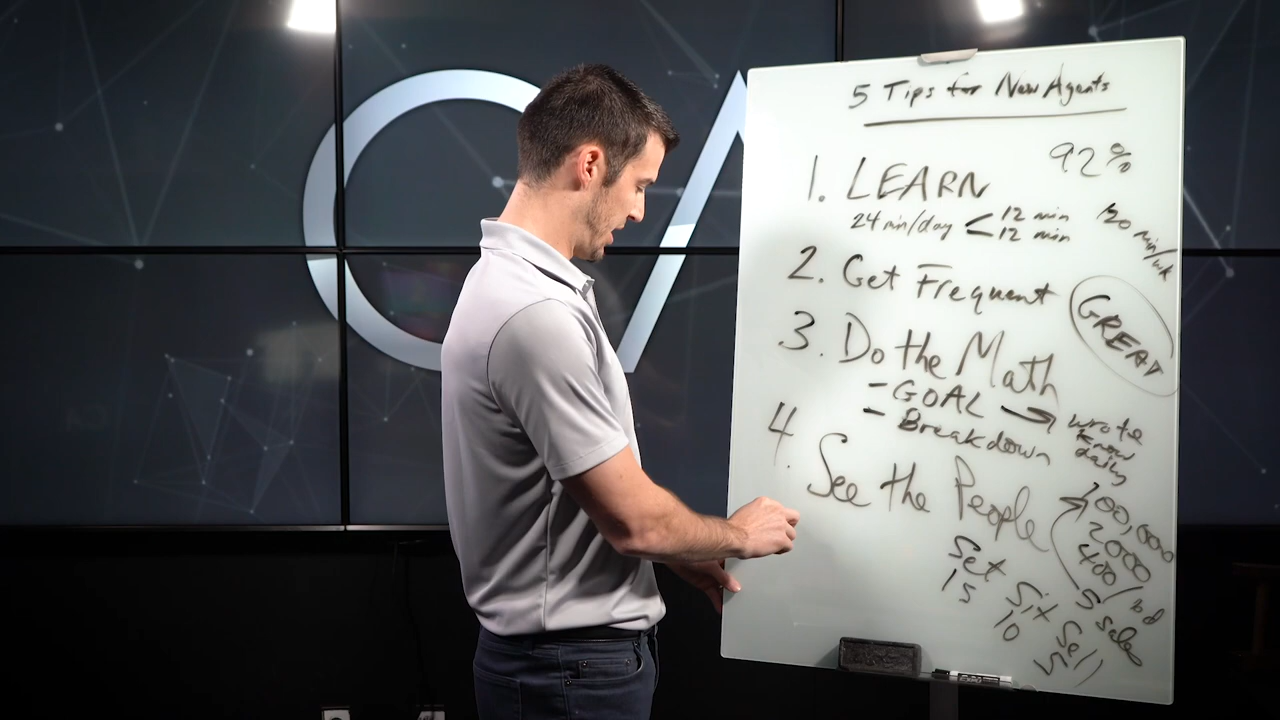 CA
5 Tips for New Agents
92%
1. LEARN
24 min/day < 12 min
12 min
120 min/wk
2. Get Frequent
GREAT
3. Do the Math
- GOAL → wrote
know
daily
- Breakdown
4. See the People
100,000
2000
400/
5 sales
Set
15
Sit
10
Sell
5
EXPO